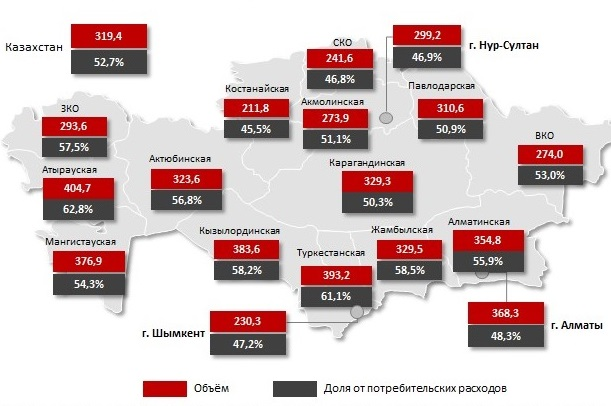 Казахстан
319,4
52,7%
СКО
241,6
46,8%
299,2
46,9%
г. Нур-Султан
Костанайская
211,8
45,5%
Акмолинская
273,9
51,1%
Павлодарская
310,6
50,9%
ЗКО
293,6
57,5%
ВКО
274,0
53,0%
Атырауская
404,7
62,8%
Актюбинская
323,6
56,8%
Карагандинская
329,3
50,3%
Мангистауская
376,9
54,3%
Кызылординская
383,6
58,2%
Туркестанская
393,2
61,1%
Жамбылская
329,5
58,5%
Алматинская
354,8
55,9%
г. Шымкент
230,3
47,2%
368,3
48,3%
г. Алматы
Объём
Доля от потребительских расходов